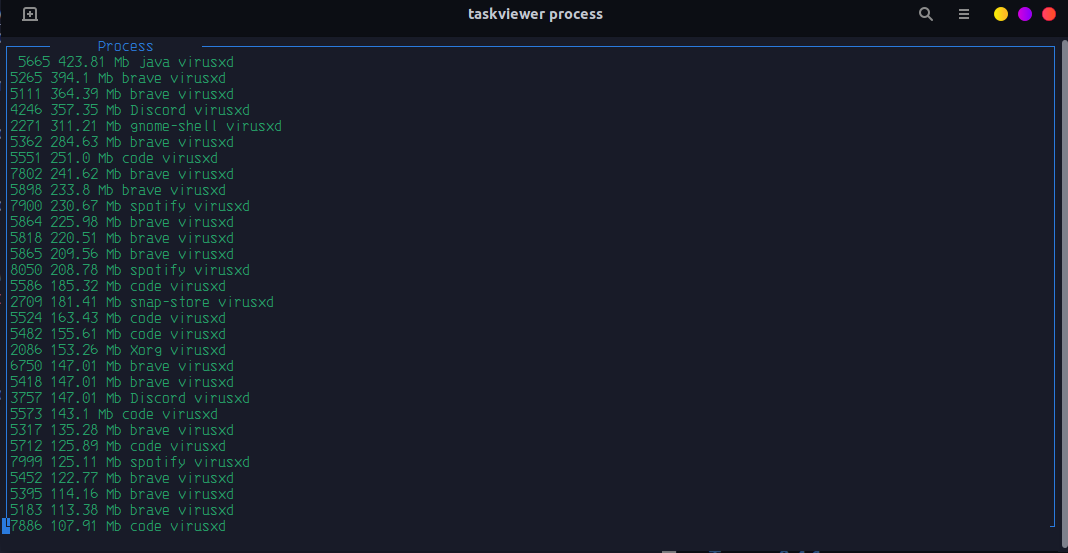 taskviewer process
Process
5665 423.81 Mb java virusxd
5265 394.1 Mb brave virusxd
5111 364.39 Mb brave virusxd
4246 357.35 Mb Discord virusxd
2271 311.21 Mb gnome-shell virusxd
5362 284.63 Mb brave virusxd
5551 251.0 Mb code virusxd
7802 241.62 Mb brave virusxd
5898 233.8 Mb brave virusxd
7900 230.67 Mb spotify virusxd
5864 225.98 Mb brave virusxd
5818 220.51 Mb brave virusxd
5865 209.56 Mb brave virusxd
8050 208.78 Mb spotify virusxd
5586 185.32 Mb code virusxd
2709 181.41 Mb snap-store virusxd
5524 163.43 Mb code virusxd
5482 155.61 Mb code virusxd
2086 153.26 Mb Xorg virusxd
6750 147.01 Mb brave virusxd
5418 147.01 Mb brave virusxd
3757 147.01 Mb Discord virusxd
5573 143.1 Mb code virusxd
5317 135.28 Mb brave virusxd
5712 125.89 Mb code virusxd
7999 125.11 Mb spotify virusxd
5452 122.77 Mb brave virusxd
5395 114.16 Mb brave virusxd
5183 113.38 Mb brave virusxd
7886 107.91 Mb code virusxd